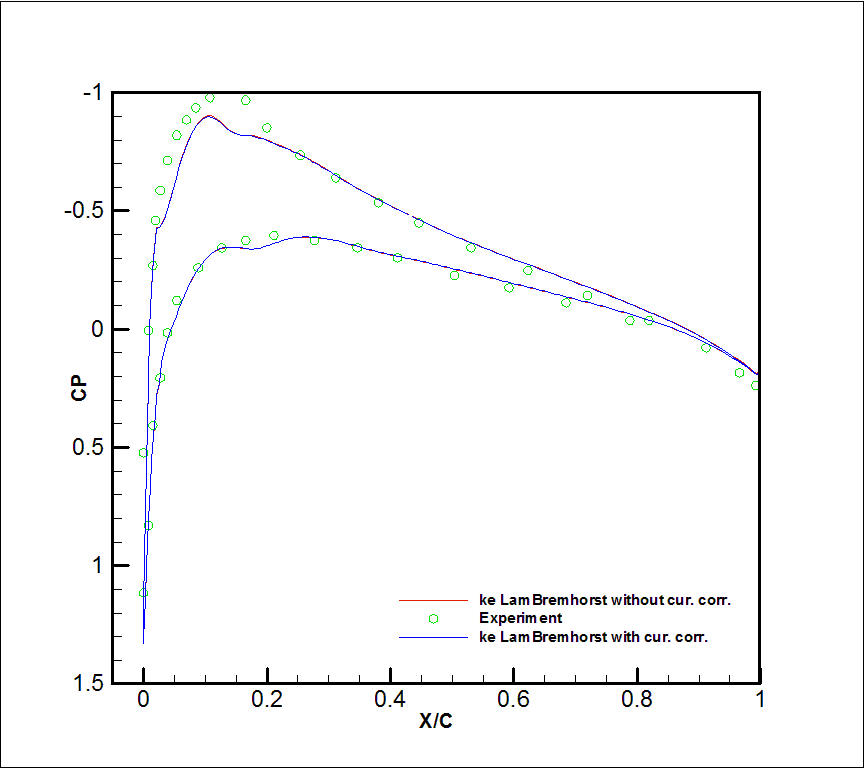 -1
-0.5
0
CP
0.5
1
ke LamBremhorst without cur. corr.
Experiment
ke LamBremhorst with cur. corr.
1.5
0 0.2 0.4 0.6 0.8 1
X/C